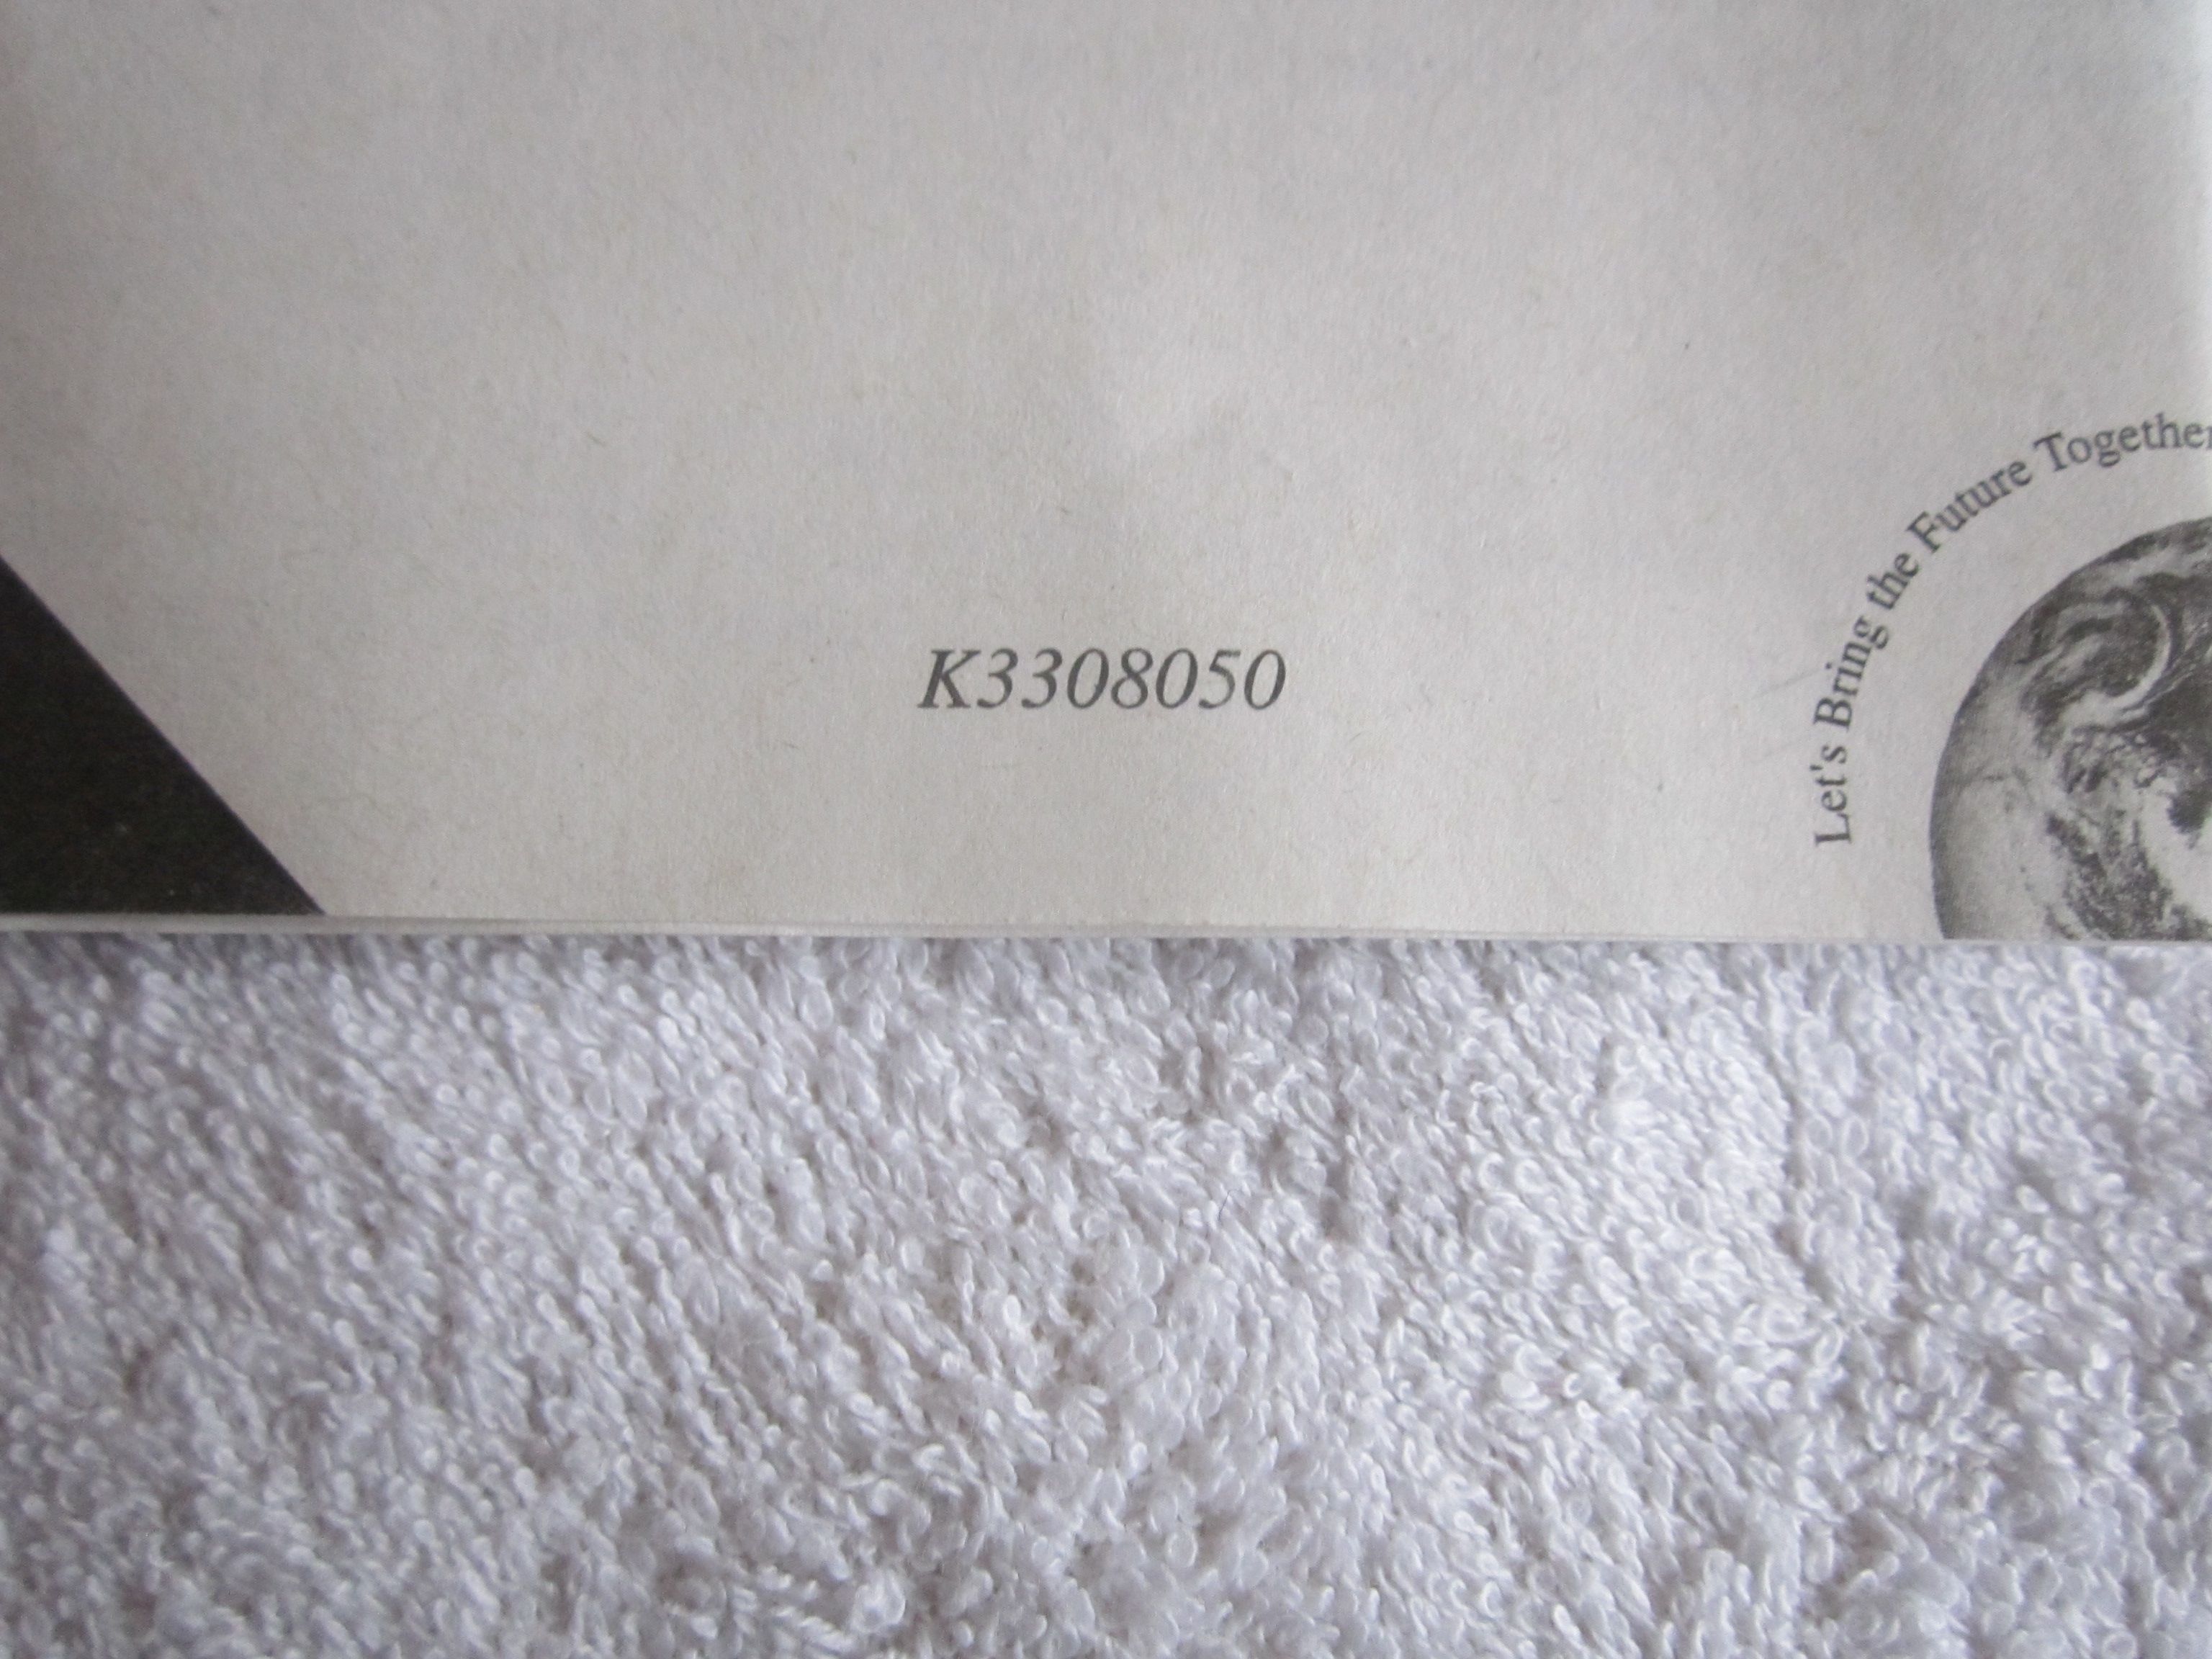 Let's Bring the Future Together
K3308050